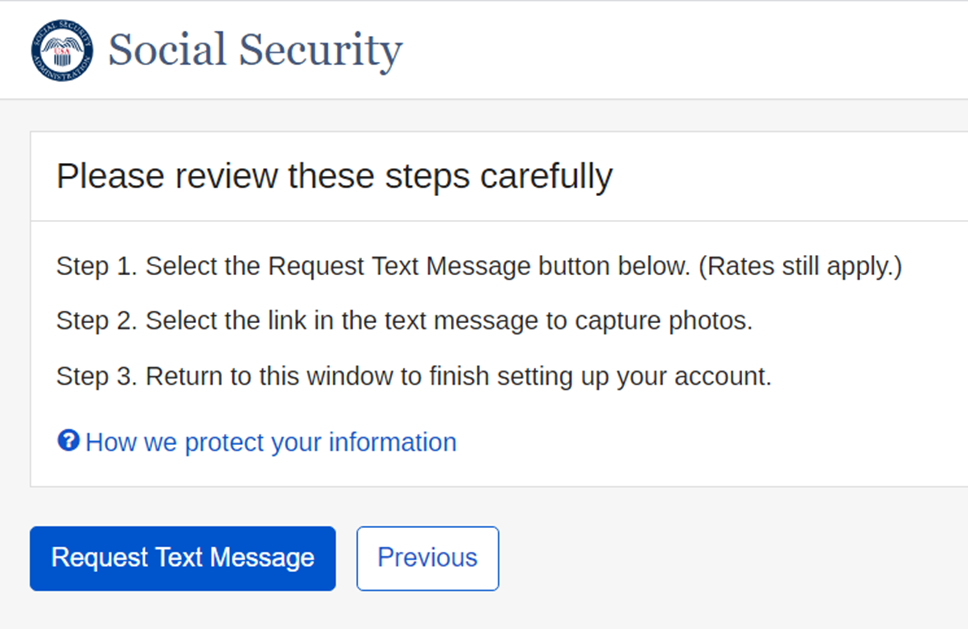 SOCIAL SECURITY ADMINISTRATION
USA
Social Security
Please review these steps carefully
Step 1. Select the Request Text Message button below. (Rates still apply.)
Step 2. Select the link in the text message to capture photos.
Step 3. Return to this window to finish setting up your account.
? How we protect your information
Request Text Message
Previous